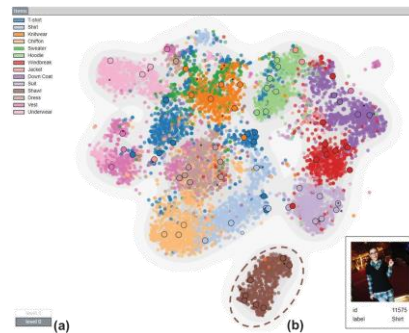 T-shirt
Shirt
Knitwear
Chiffon
Sweater
Hoodie
Windbreak
Jacket
Down Coat
Suit
Shawl
Dress
Vest
Underwear
(a)
(b)
id 11575
label Shirt